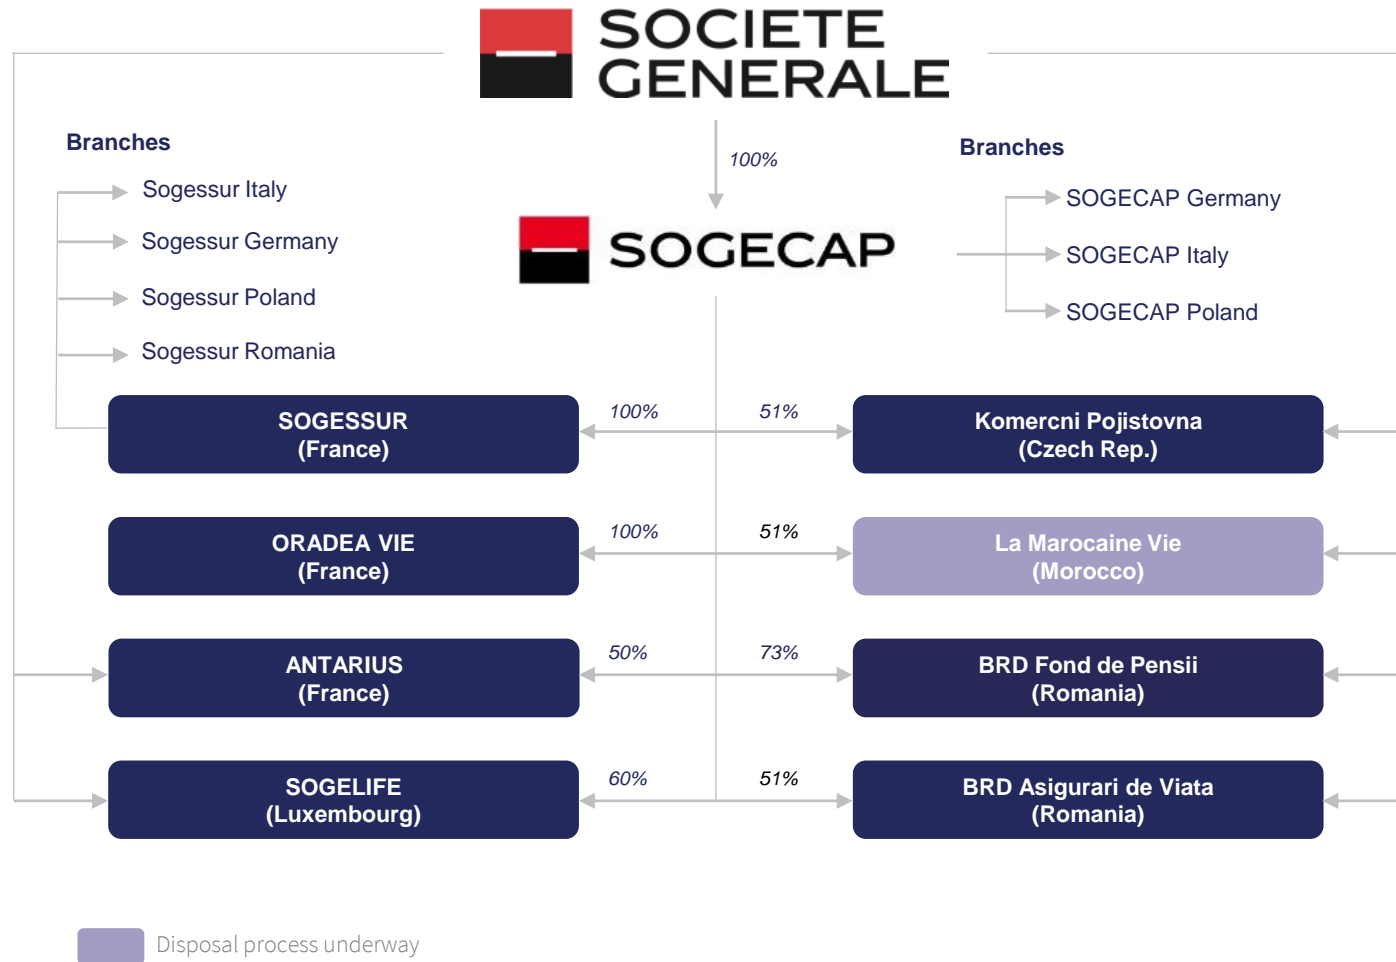 SOCIETE
GENERALE
Branches
100%
Branches
Sogessur Italy
Sogessur Germany
Sogessur Poland
Sogessur Romania
SOGECAP
SOGECAP Germany
SOGECAP Italy
SOGECAP Poland
SOGESSUR
(France)
100%
51%
Komercni Pojistovna
(Czech Rep.)
ORADEA VIE
(France)
100%
51%
La Marocaine Vie
(Morocco)
ANTARIUS
(France)
50%
73%
BRD Fond de Pensii
(Romania)
SOGELIFE
(Luxembourg)
60%
51%
BRD Asigurari de Viata
(Romania)
Disposal process underway